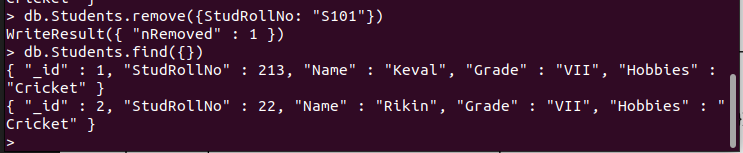 > db.Students.remove({StudRollNo: "S101"})
WriteResult({ "nRemoved" : 1 })
> db.Students.find({})
{ "_id" : 1, "StudRollNo" : 213, "Name" : "Keval", "Grade" : "VII", "Hobbies" :
"Cricket" }
{ "_id" : 2, "StudRollNo" : 22, "Name" : "Rikin", "Grade" : "VII", "Hobbies" : "
Cricket" }
>